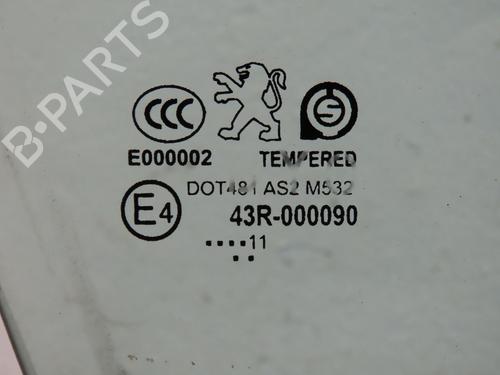 B-PARTS
CCC
S
E000002 TEMPERED
DOT481 AS2 M532
E4 43R-000090
....11
..